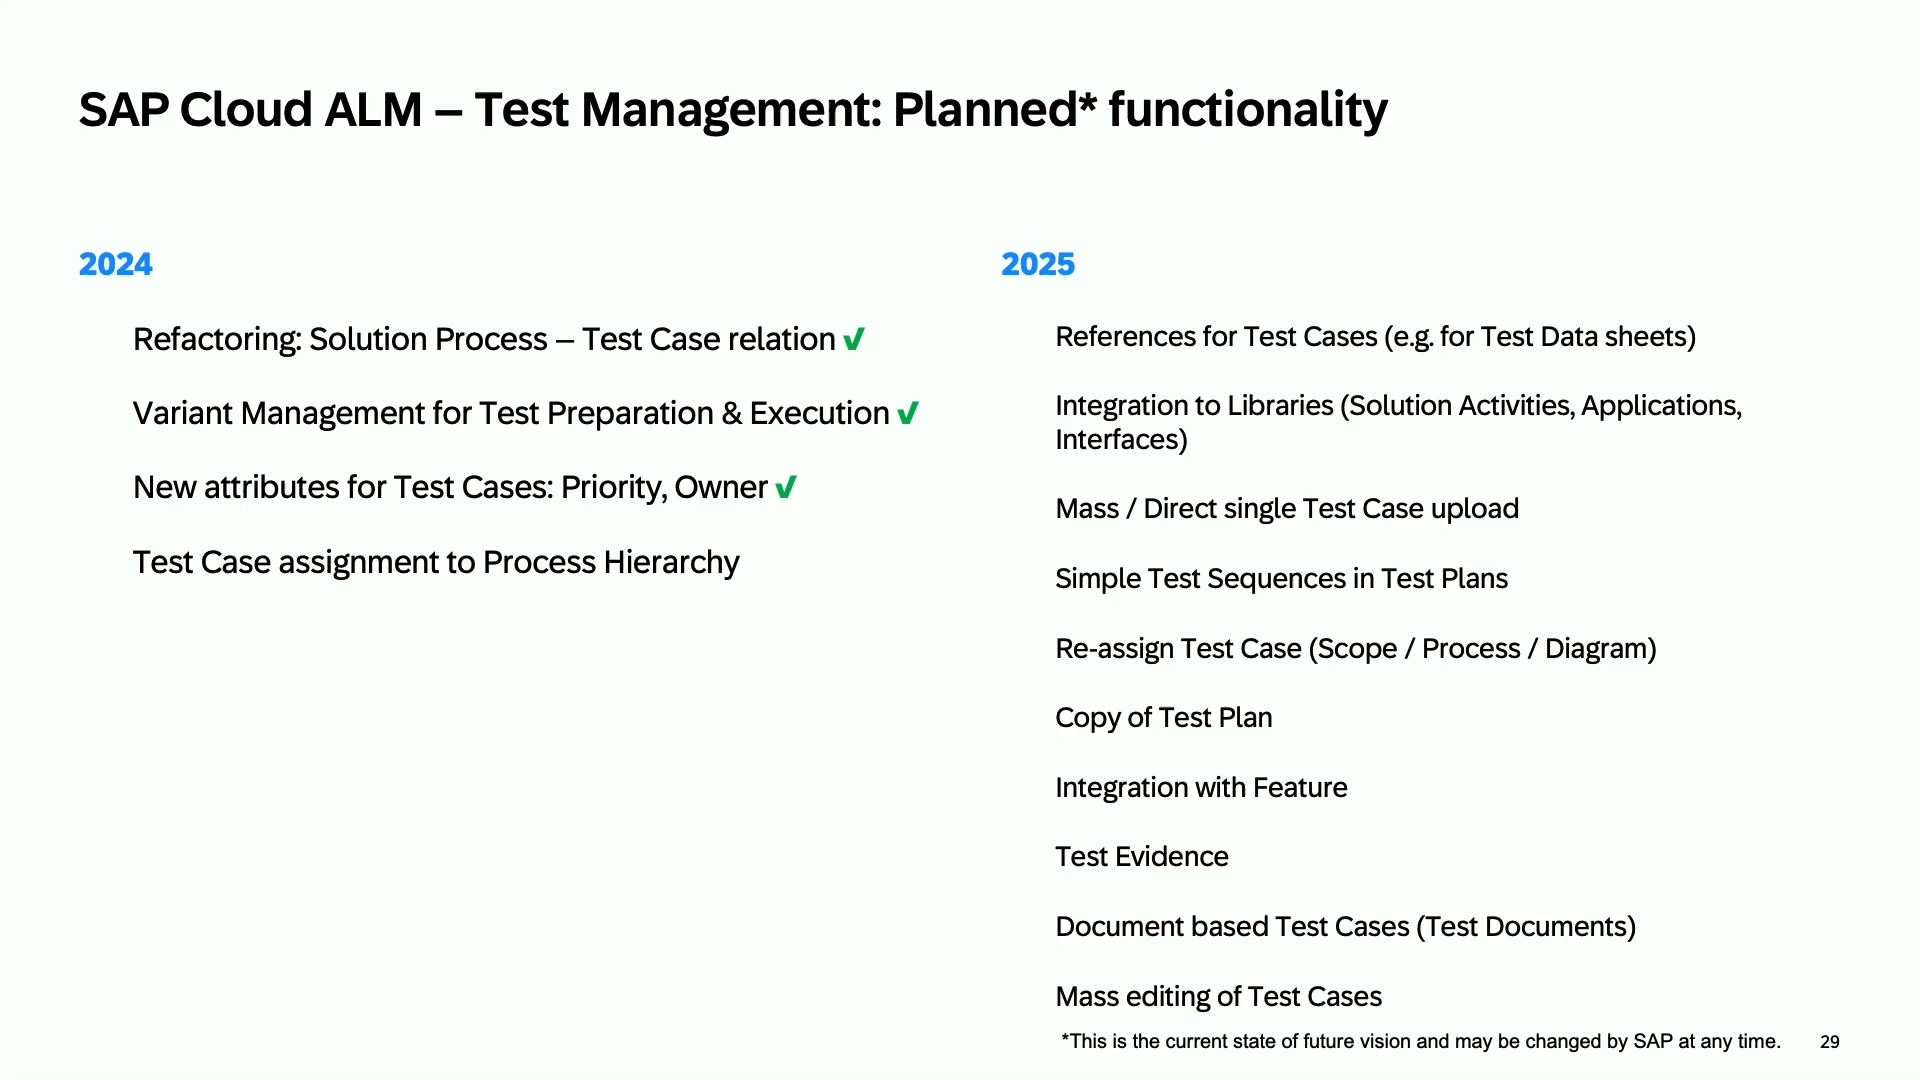 SAP Cloud ALM – Test Management: Planned* functionality
2024
Refactoring: Solution Process – Test Case relation ✓
Variant Management for Test Preparation & Execution ✓
New attributes for Test Cases: Priority, Owner ✓
Test Case assignment to Process Hierarchy
2025
References for Test Cases (e.g. for Test Data sheets)
Integration to Libraries (Solution Activities, Applications,
Interfaces)
Mass / Direct single Test Case upload
Simple Test Sequences in Test Plans
Re-assign Test Case (Scope / Process / Diagram)
Copy of Test Plan
Integration with Feature
Test Evidence
Document based Test Cases (Test Documents)
Mass editing of Test Cases
*This is the current state of future vision and may be changed by SAP at any time.
29